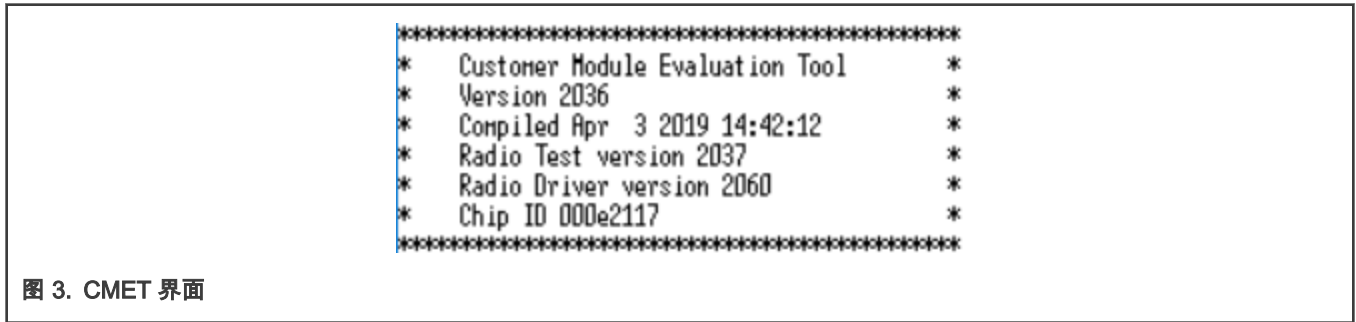 **********************************************
*    Customer Module Evaluation Tool        *
*    Version 2036                           *
*    Compiled Apr  3 2019 14:42:12          *
*    Radio Test version 2037                *
*    Radio Driver version 2060              *
*    Chip ID 000e2117                       *
**********************************************
图 3. CMET 界面